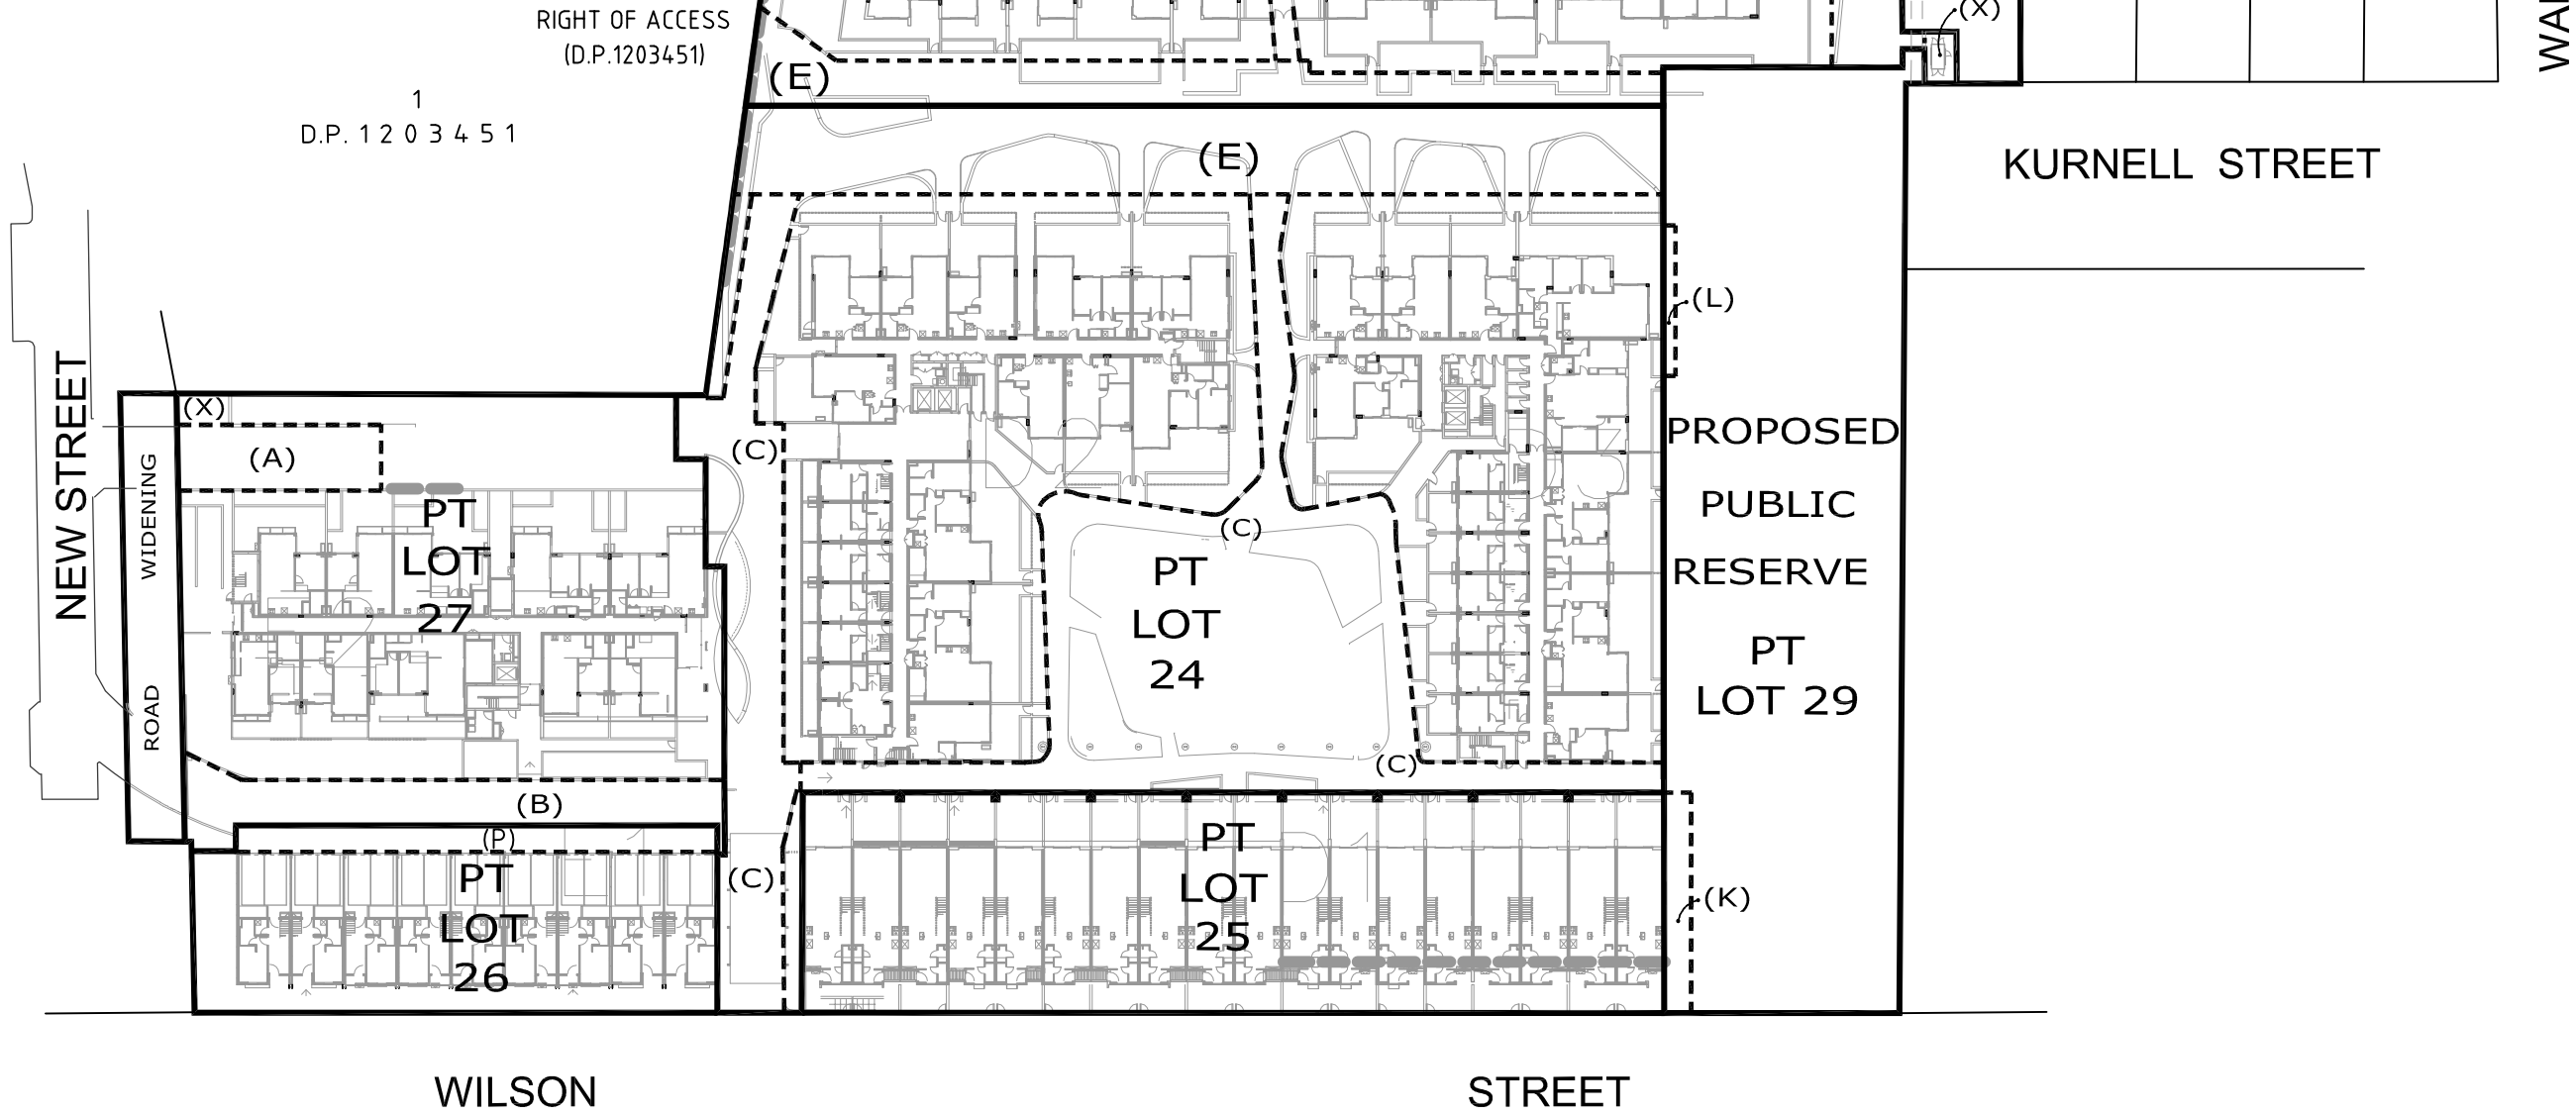 RIGHT OF ACCESS
(D.P.1203451)
(X)
(E)
1
D.P. 1 2 0 3 4 5 1
(E)
KURNELL STREET
(L)
NEW STREET
ROAD WIDENING
(X)
(A)
(C)
PT
LOT
27
(C)
PT
LOT
24
PROPOSED
PUBLIC
RESERVE
PT
LOT 29
(C)
(B)
(P)
PT
LOT
26
(C)
PT
LOT
25
(K)
WILSON STREET